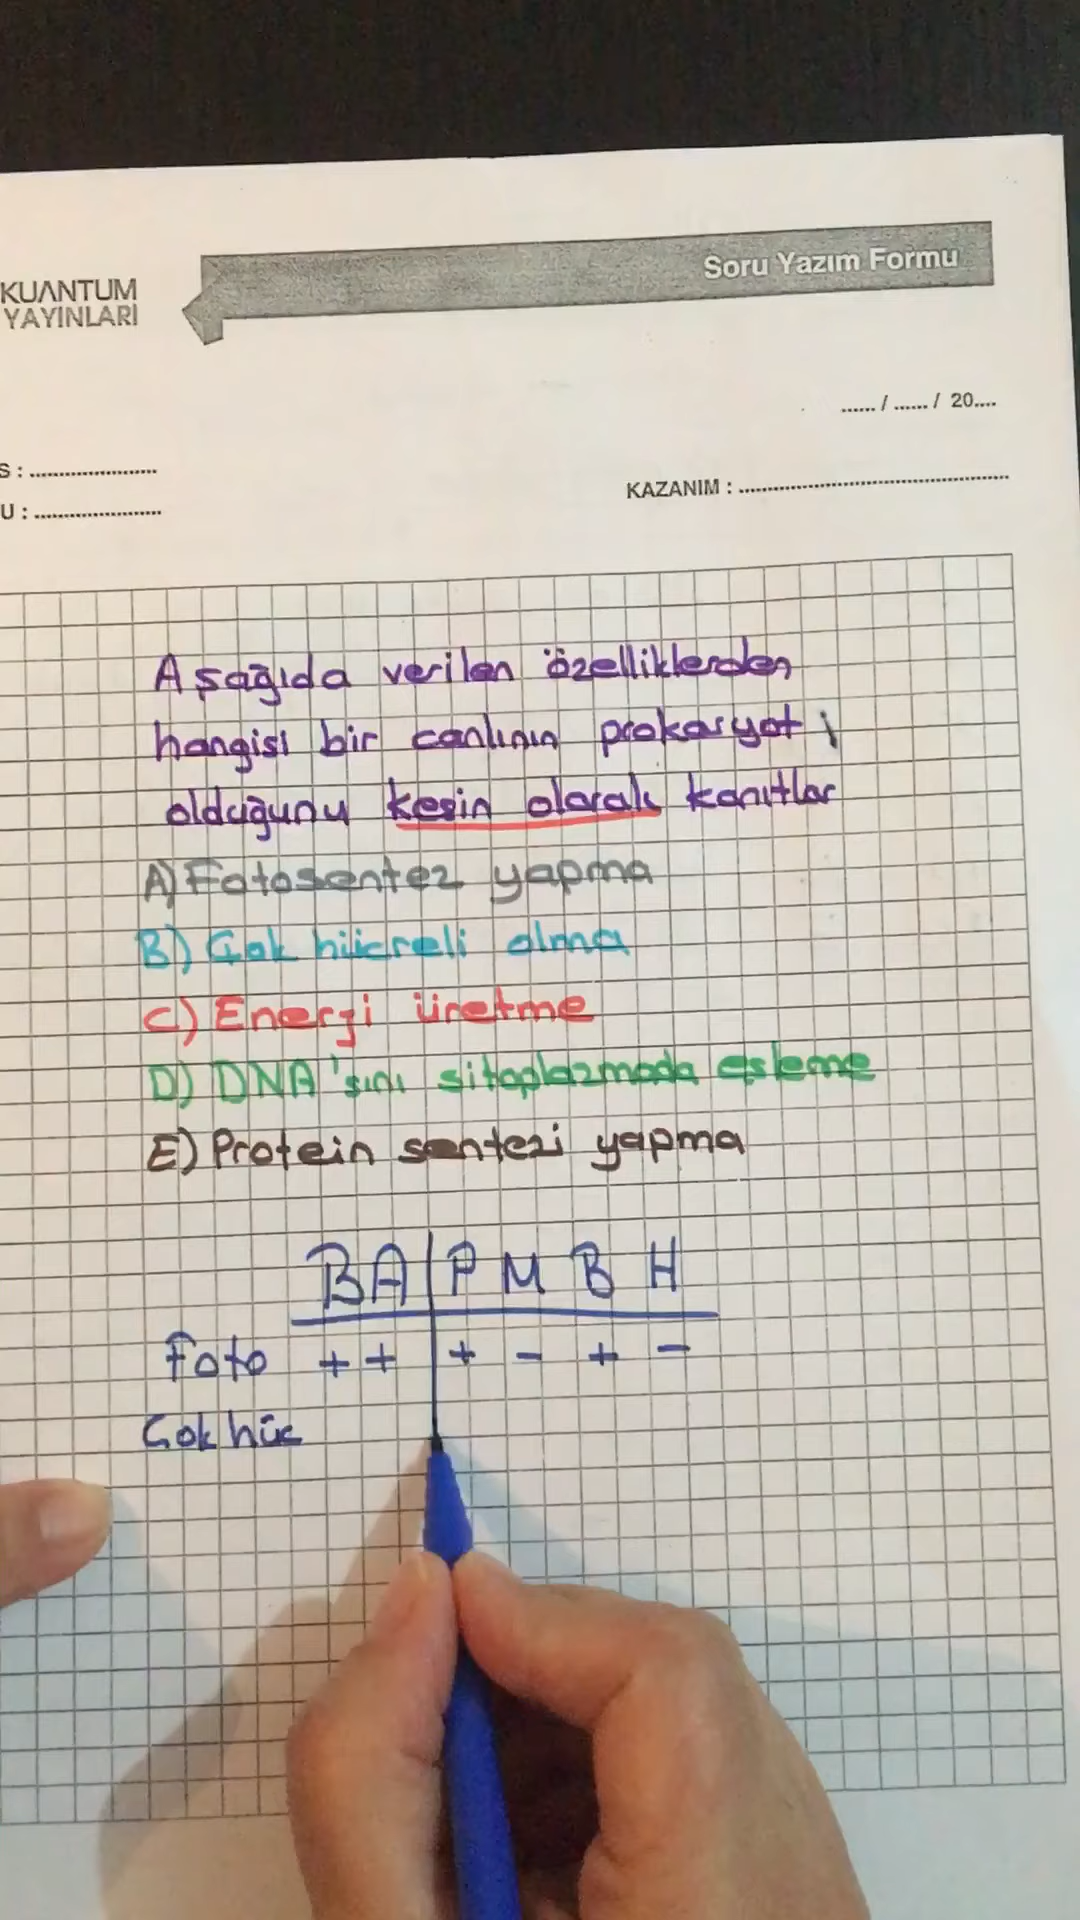 KUANTUM
YAYINLARI
Soru Yazım Formu
...... / ...... / 20....
S : ......................
KAZANIM : ..............................................
U : ......................
Aşağıda verilen özelliklerden
hangisi bir canlının prokaryot
olduğunu kesin olarak kanıtlar
A) Fotosentez yapma
B) Çok hücreli olma
C) Enerji üretme
D) DNA'sını sitoplazmada eşleme
E) Protein sentezi yapma
B A | P M B H
Foto + + + - + -
Çok hüc